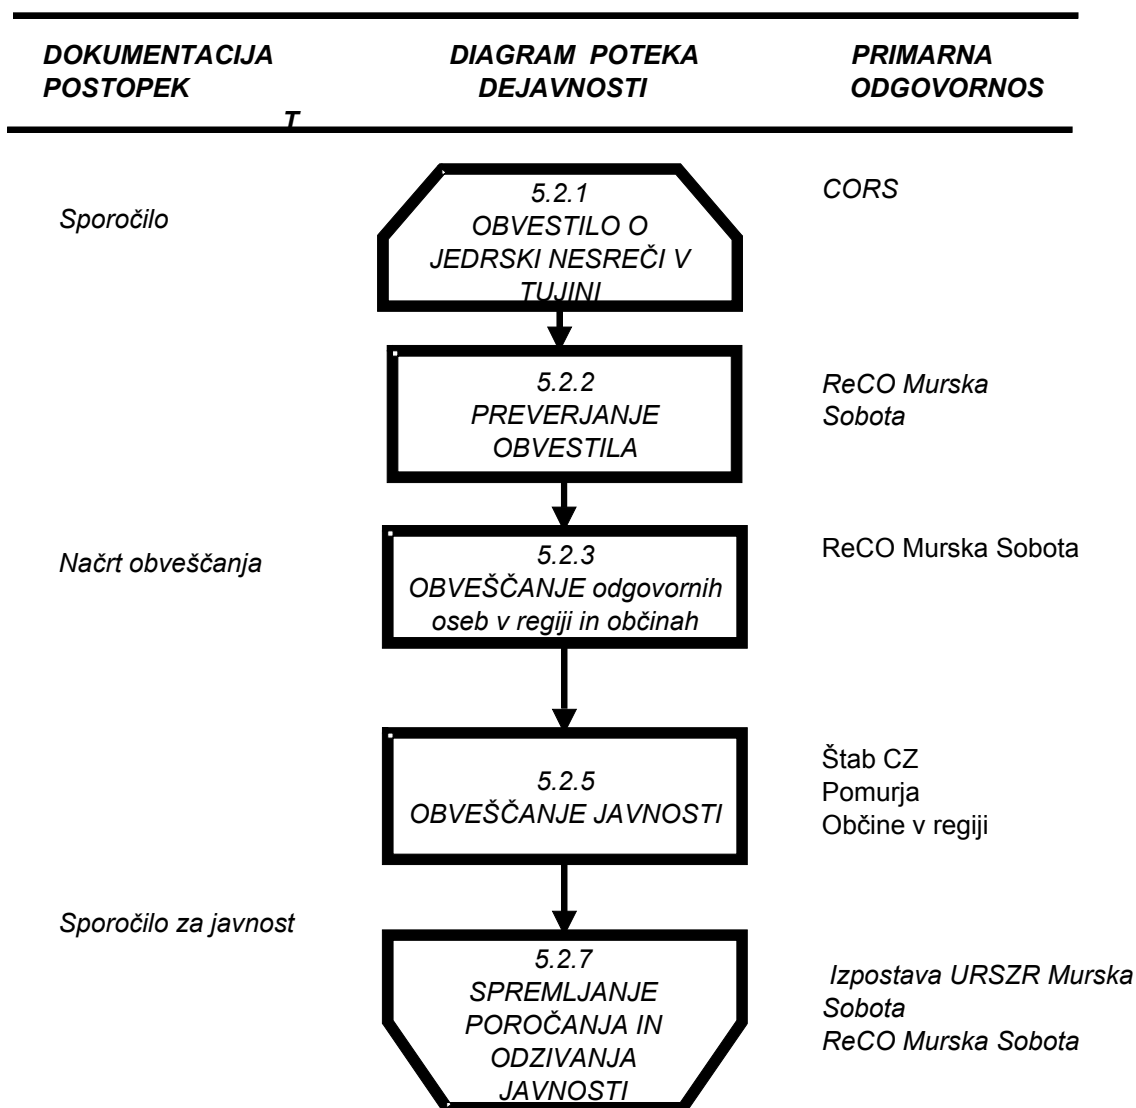 DOKUMENTACIJA DIAGRAM POTEKA PRIMARNA
POSTOPEK DEJAVNOSTI ODGOVORNOS
T
Sporočilo
5.2.1
OBVESTILO O
JEDRSKI NESREČI V
TUJINI
CORS
5.2.2
PREVERJANJE
OBVESTILA
ReCO Murska
Sobota
Načrt obveščanja
5.2.3
OBVEŠČANJE odgovornih
oseb v regiji in občinah
ReCO Murska Sobota
5.2.5
OBVEŠČANJE JAVNOSTI
Štab CZ
Pomurja
Občine v regiji
Sporočilo za javnost
5.2.7
SPREMLJANJE
POROČANJA IN
ODZIVANJA
JAVNOSTI
Izpostava URSZR Murska
Sobota
ReCO Murska Sobota